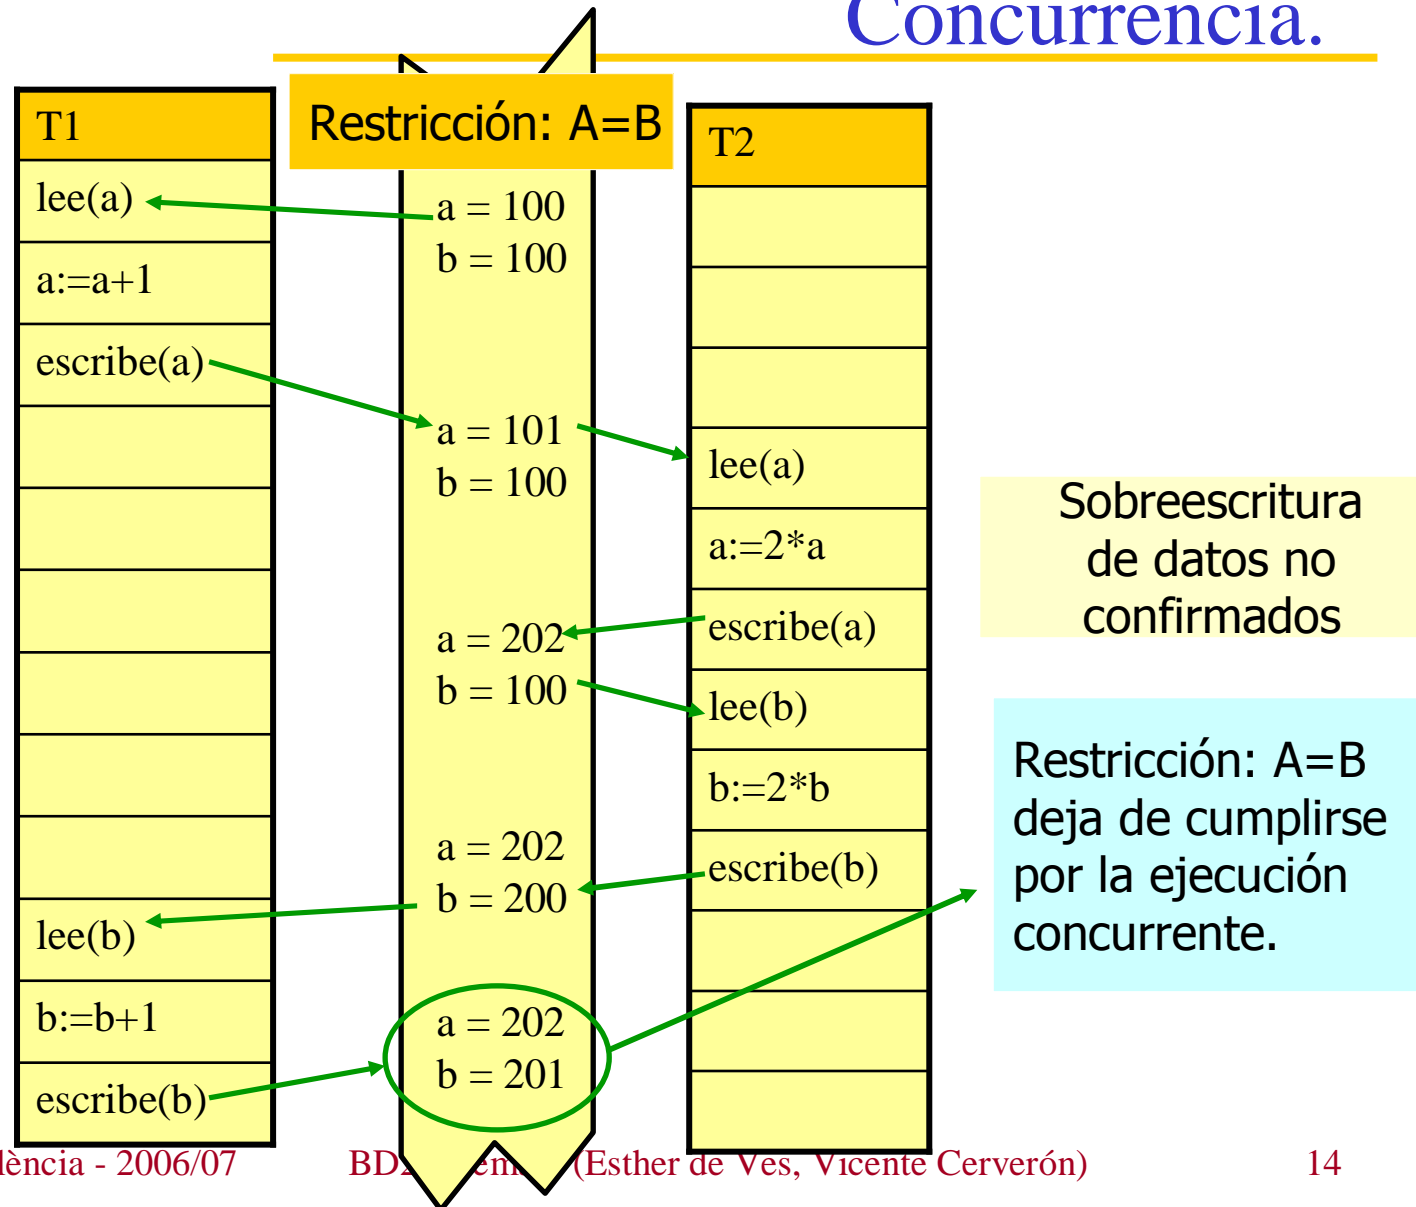 Concurrencia.
Restricción: A=B
T1
lee(a)
a:=a+1
escribe(a)
lee(b)
b:=b+1
escribe(b)
a = 100
b = 100
a = 101
b = 100
a = 202
b = 100
a = 202
b = 200
a = 202
b = 201
T2
lee(a)
a:=2*a
escribe(a)
lee(b)
b:=2*b
escribe(b)
Sobreescritura
de datos no
confirmados
Restricción: A=B
deja de cumplirse
por la ejecución
concurrente.
lència - 2006/07
(Esther de Ves, Vicente Cerverón)
14